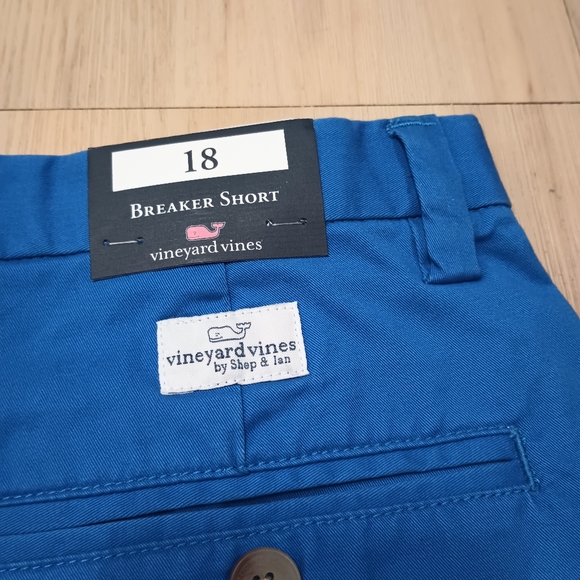 18
BREAKER SHORT
vineyard vines
vineyard vines
by Shep & Ian